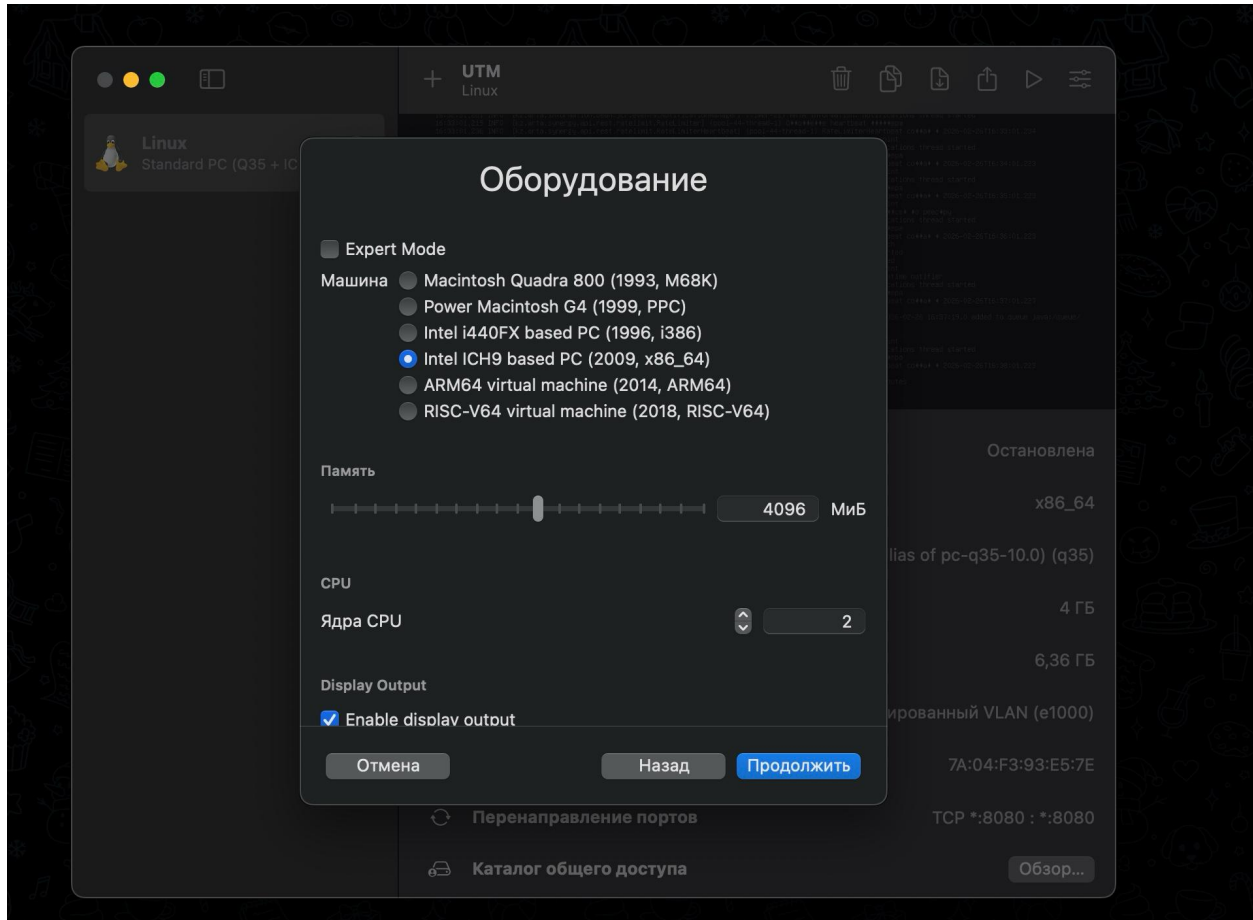 UTM
Linux
Linux
Standard PC (Q35 + IC
Оборудование
Expert Mode
Машина
Macintosh Quadra 800 (1993, M68K)
Power Macintosh G4 (1999, PPC)
Intel i440FX based PC (1996, i386)
Intel ICH9 based PC (2009, x86_64)
ARM64 virtual machine (2014, ARM64)
RISC-V64 virtual machine (2018, RISC-V64)
Память
4096 МиБ
CPU
Ядра CPU 2
Display Output
Enable display output
Отмена Назад Продолжить
Остановлена
x86_64
lias of pc-q35-10.0) (q35)
4 ГБ
6,36 ГБ
ированный VLAN (e1000)
7A:04:F3:93:E5:7E
Перенаправление портов TCP *:8080 : *:8080
Каталог общего доступа Обзор...